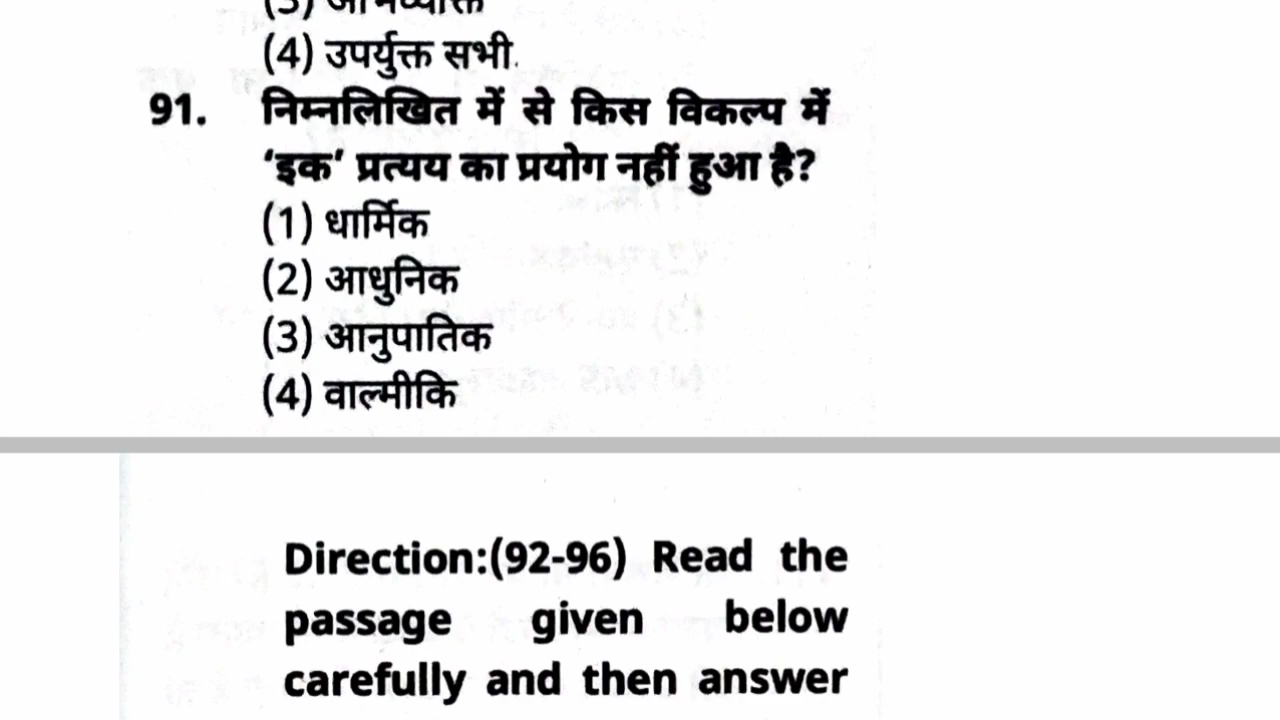 (4) उपर्युक्त सभी.
91. निम्नलिखित में से किस विकल्प में
‘इक’ प्रत्यय का प्रयोग नहीं हुआ है?
(1) धार्मिक
(2) आधुनिक
(3) आनुपातिक
(4) वाल्मीकि
Direction:(92-96) Read the
passage given below
carefully and then answer